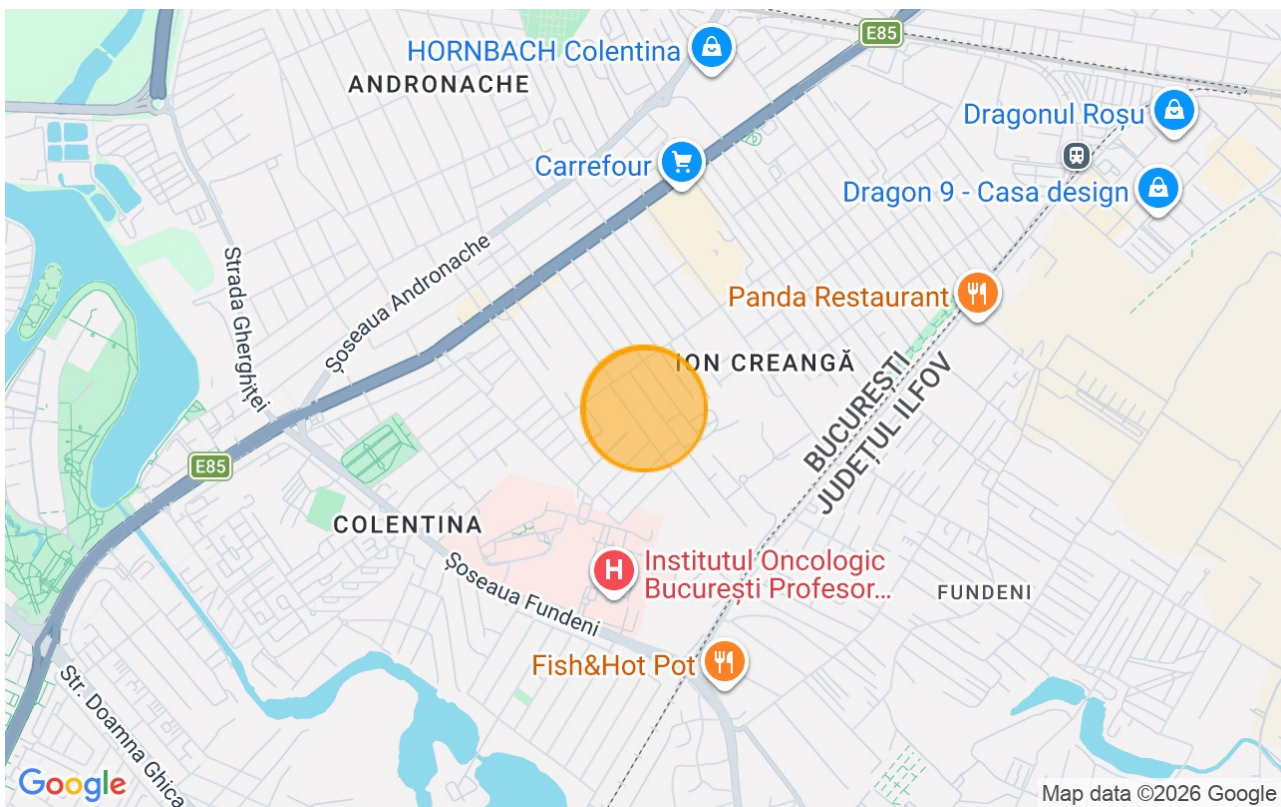 E85
HORNBACH Colentina
ANDRONACHE
Dragonul Roșu
Carrefour
Dragon 9 - Casa design
Șoseaua Andronache
Strada Gherghiței
Panda Restaurant
ION CREANGĂ
BUCUREȘTI
JUDEȚUL ILFOV
E85
COLENTINA
Șoseaua Fundeni
H
Institutul Oncologic
București Profesor...
FUNDENI
Fish&Hot Pot
Str. Doamna Ghica
Google
Map data ©2026 Google